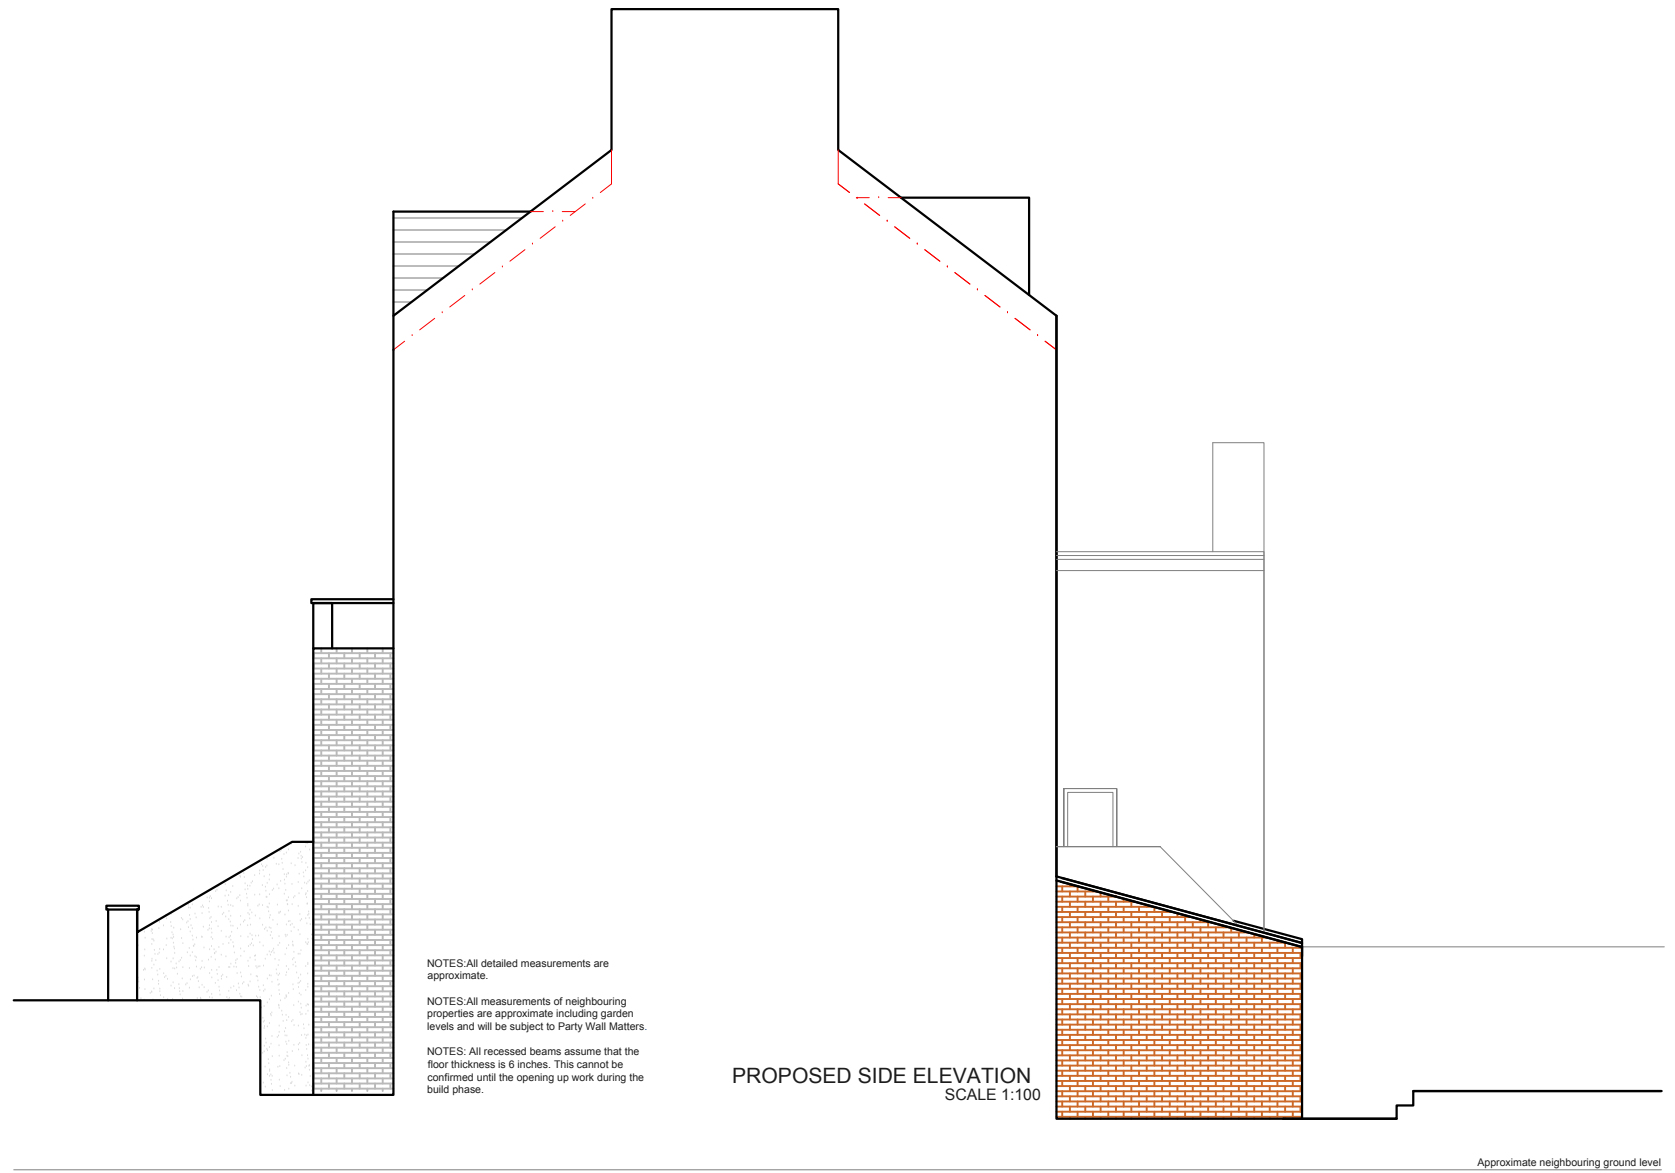 NOTES:All detailed measurements are
approximate.
NOTES:All measurements of neighbouring
properties are approximate including garden
levels and will be subject to Party Wall Matters.
NOTES: All recessed beams assume that the
floor thickness is 6 inches. This cannot be
confirmed until the opening up work during the
build phase.
PROPOSED SIDE ELEVATION
SCALE 1:100
Approximate neighbouring ground level